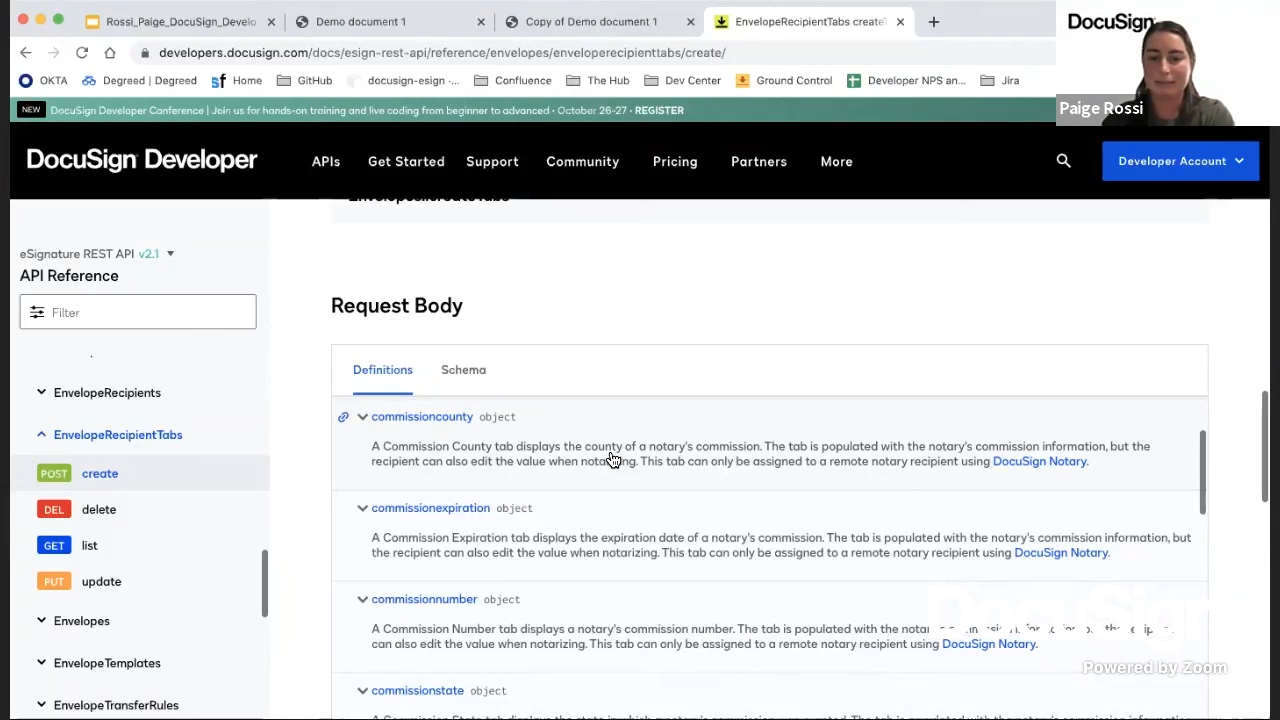 Rossi_Paige_DocuSign_Develo
Demo document 1
Copy of Demo document 1
EnvelopeRecipientTabs create
DocuSign
developers.docusign.com/docs/esign-rest-api/reference/envelopes/enveloperecipienttabs/create/
OKTA
Degreed | Degreed
Home
GitHub
docusign-esign ·...
Confluence
The Hub
Dev Center
Ground Control
Developer NPS an...
Jira
Paige Rossi
NEW DocuSign Developer Conference | Join us for hands-on training and live coding from beginner to advanced • October 26-27 • REGISTER
DocuSign Developer
APIs
Get Started
Support
Community
Pricing
Partners
More
Developer Account
eSignature REST API v2.1
API Reference
Filter
EnvelopeRecipients
EnvelopeRecipientTabs
POST create
DEL delete
GET list
PUT update
Envelopes
EnvelopeTemplates
EnvelopeTransferRules
Request Body
Definitions
Schema
commissioncounty object
A Commission County tab displays the county of a notary's commission. The tab is populated with the notary's commission information, but the
recipient can also edit the value when notarizing. This tab can only be assigned to a remote notary recipient using DocuSign Notary.
commissionexpiration object
A Commission Expiration tab displays the expiration date of a notary's commission. The tab is populated with the notary's commission information, but
the recipient can also edit the value when notarizing. This tab can only be assigned to a remote notary recipient using DocuSign Notary.
commissionnumber object
A Commission Number tab displays a notary's commission number. The tab is populated with the
can also edit the value when notarizing. This tab can only be assigned to a remote notary recipient using DocuSign Notary.
commissionstate object
DocuSign
Powered by Zoom